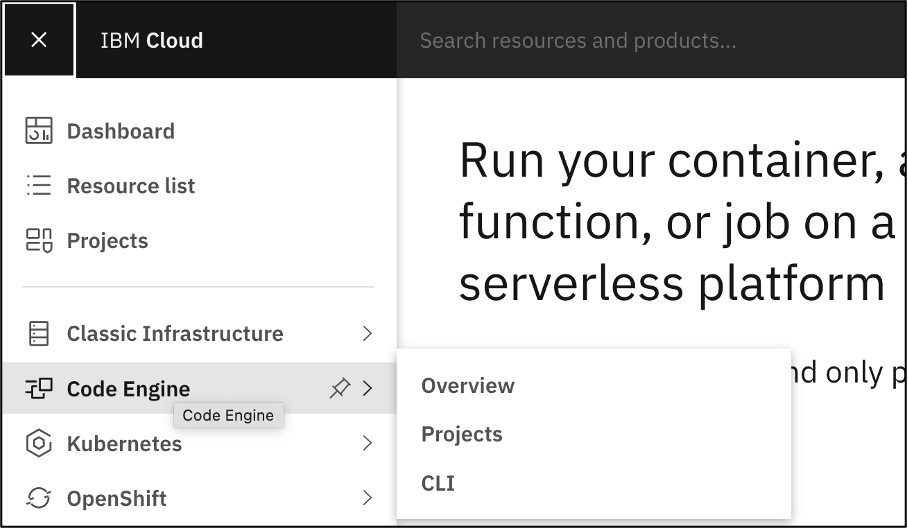 IBM Cloud
Search resources and products...
Dashboard
Resource list
Projects
Classic Infrastructure
Code Engine
Code Engine
Kubernetes
OpenShift
Run your container,
function, or job on a
serverless platform
only
Overview
Projects
CLI